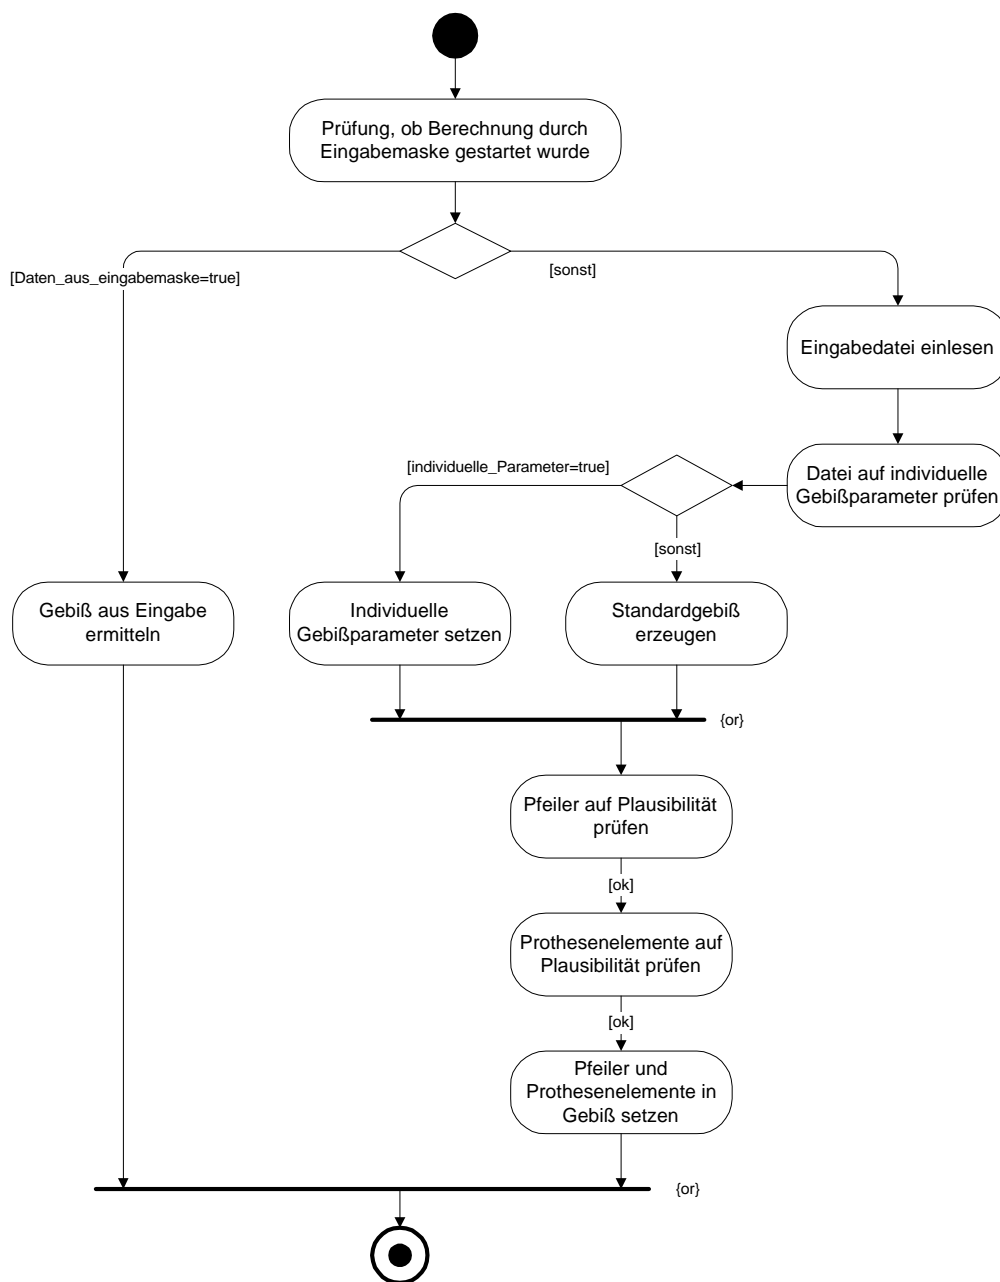 Prüfung, ob Berechnung durch
Eingabemaske gestartet wurde
[Daten_aus_eingabemaske=true]
[sonst]
Eingabedatei einlesen
Datei auf individuelle
Gebißparameter prüfen
[individuelle_Parameter=true]
[sonst]
Gebiß aus Eingabe
ermitteln
Individuelle
Gebißparameter setzen
Standardgebiß
erzeugen
{or}
Pfeiler auf Plausibilität
prüfen
[ok]
Prothesenelemente auf
Plausibilität prüfen
[ok]
Pfeiler und
Prothesenelemente in
Gebiß setzen
{or}